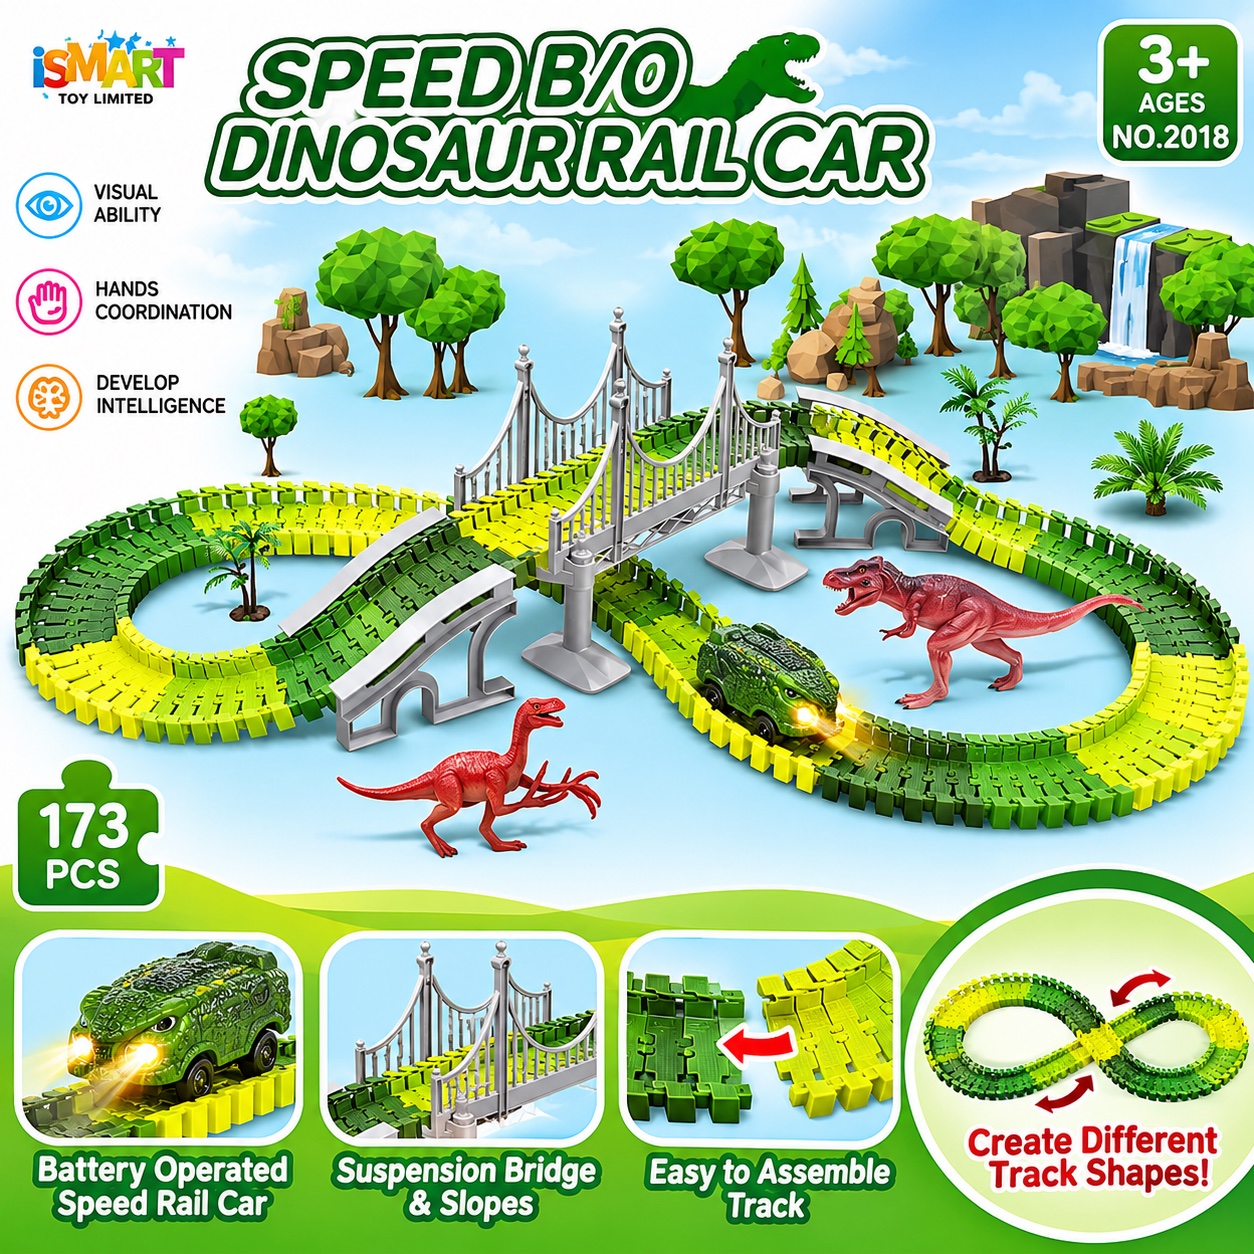 iSMART
TOY LIMITED
SPEED B/O
DINOSAUR RAIL CAR
3+
AGES
NO.2018
VISUAL
ABILITY
HANDS
COORDINATION
DEVELOP
INTELLIGENCE
173
PCS
Battery Operated
Speed Rail Car
Suspension Bridge
& Slopes
Easy to Assemble
Track
Create Different
Track Shapes!